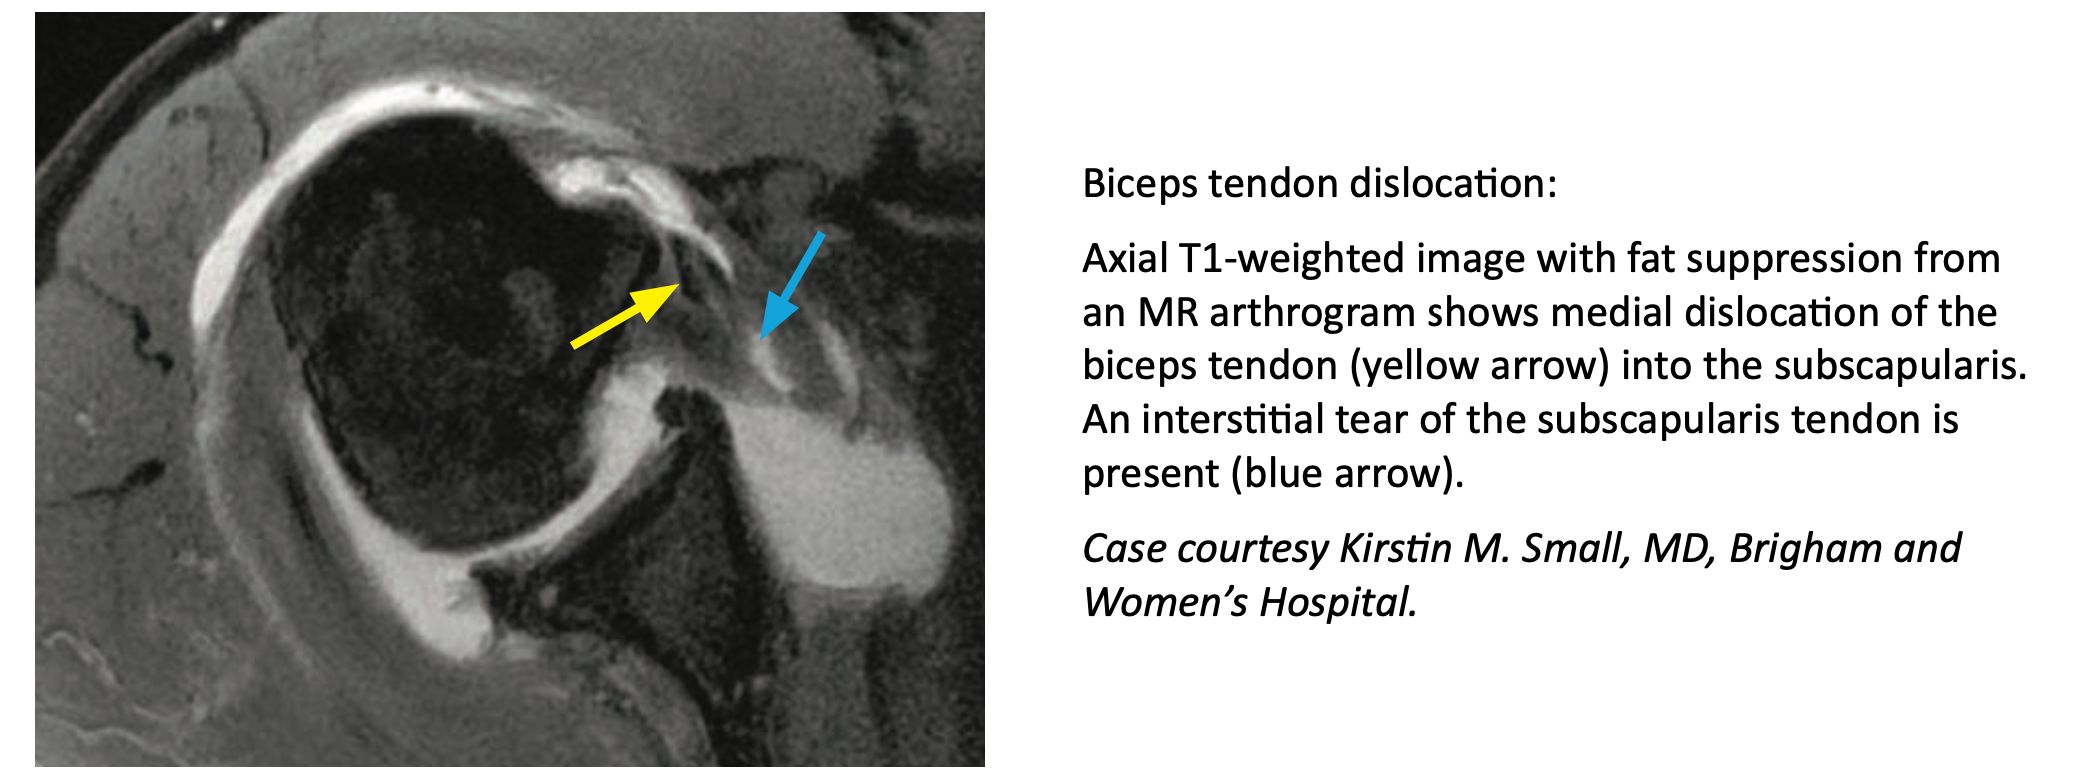 Biceps tendon dislocation:
Axial T1-weighted image with fat suppression from
an MR arthrogram shows medial dislocation of the
biceps tendon (yellow arrow) into the subscapularis.
An interstitial tear of the subscapularis tendon is
present (blue arrow).
Case courtesy Kirstin M. Small, MD, Brigham and
Women’s Hospital.